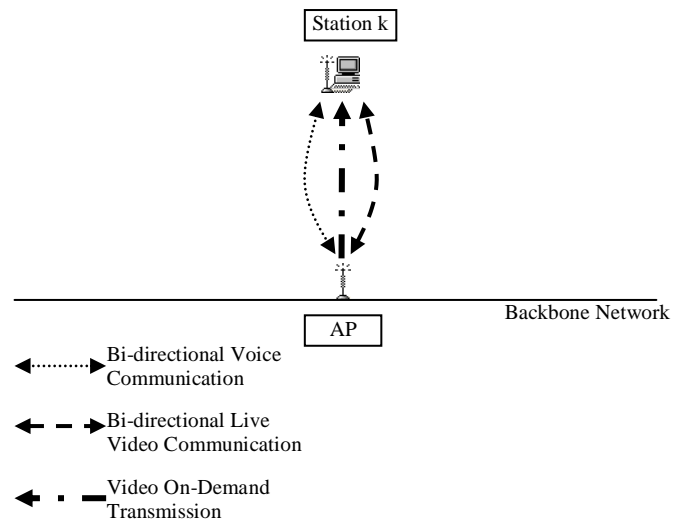 Station k
Backbone Network
AP
Bi-directional Voice
Communication
Bi-directional Live
Video Communication
Video On-Demand
Transmission